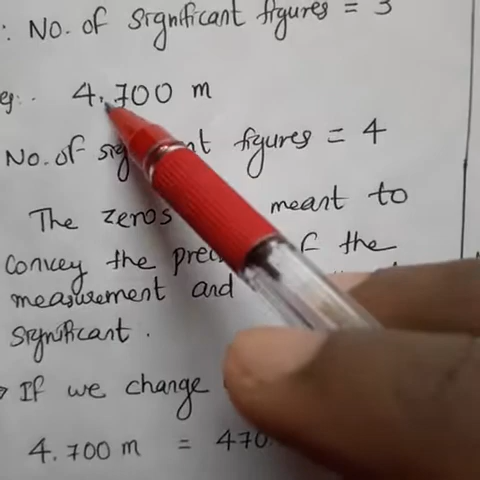 : No. of significant figures = 3
eg:. 4.700 m
No. of figures = 4
The zeros meant to
convey the the
measurement and
significant.
If we change
4.700 m = 470.